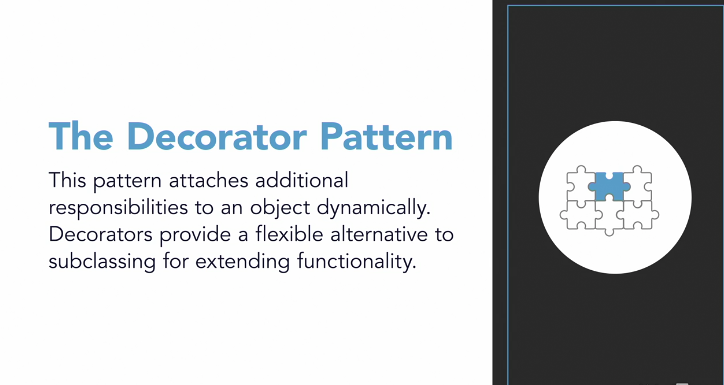 The Decorator Pattern
This pattern attaches additional
responsibilities to an object dynamically.
Decorators provide a flexible alternative to
subclassing for extending functionality.